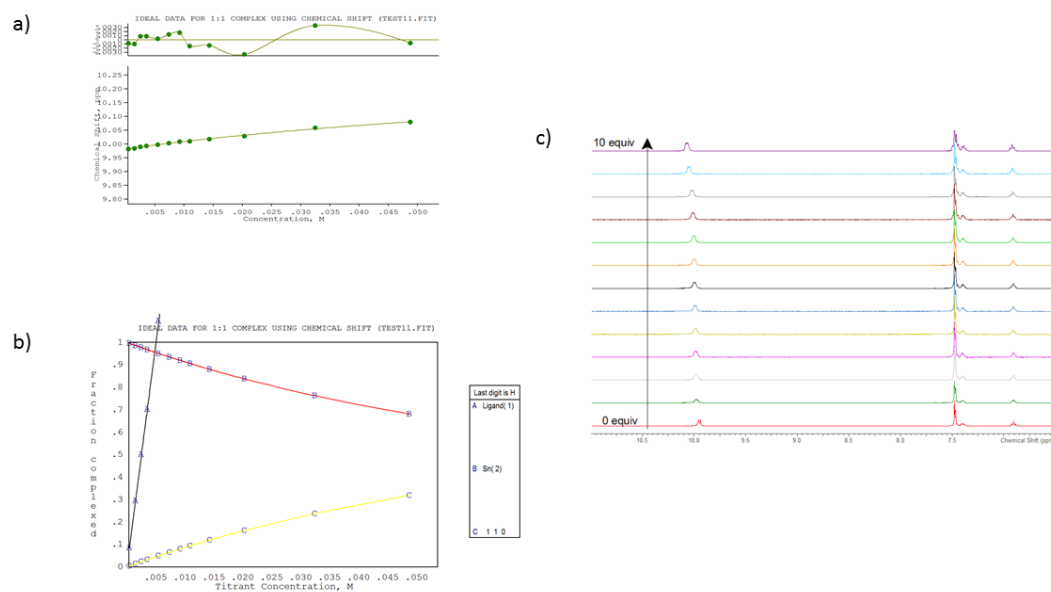 a)
IDEAL DATA FOR 1:1 COMPLEX USING CHEMICAL SHIFT (TEST11.FIT)
10.25
10.20
10.15
10.10
10.05
10.00
9.95
9.90
9.85
9.80
Chemical Shift, ppm
.005 .010 .015 .020 .025 .030 .035 .040 .045 .050
Concentration, M
b)
IDEAL DATA FOR 1:1 COMPLEX USING CHEMICAL SHIFT (TEST11.FIT)
1
.9
.8
.7
.6
.5
.4
.3
.2
.1
0
Fraction complexed
.005 .010 .015 .020 .025 .030 .035 .040 .045 .050
Titrant Concentration, M
A
B
C
Last digit is H
A Ligand( 1)
B Sn( 2)
C 1 1 0
c)
10 equiv
0 equiv
10.5 10.0 9.5 9.0 8.5 8.0 7.5
Chemical Shift (ppm